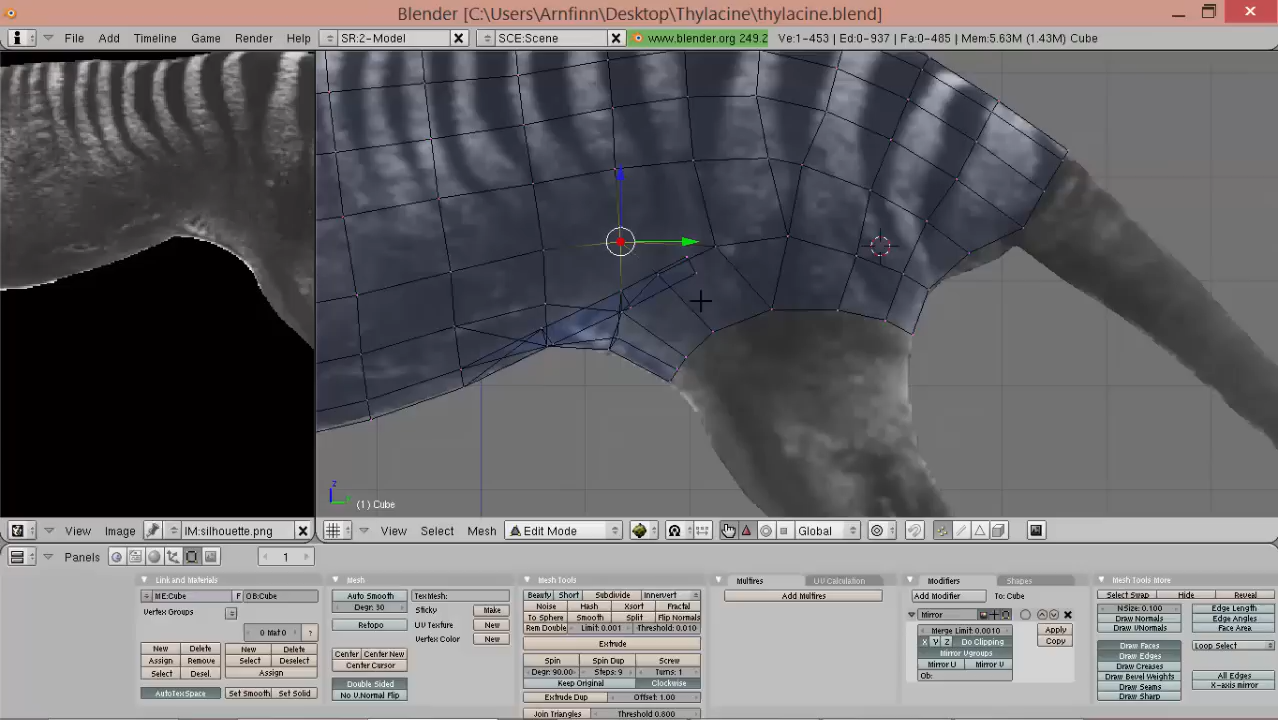 Blender [C:\Users\Arnfinn\Desktop\Thylacine\thylacine.blend]
File Add Timeline Game Render Help SR:2-Model SCE:Scene www.blender.org 249.2 Ve:1-453 | Ed:0-937 | Fa:0-485 | Mem:5.63M (1.43M) Cube
z
(1) Cube
View Image IM:silhouette.png View Select Mesh Edit Mode Global
Panels 1
Link and Materials Mesh Mesh Tools Multires UV Calculation Modifiers Shapes Mesh Tools More
ME:Cube F OB:Cube Auto Smooth TexMesh: Beauty Short Subdivide Innervert Add Multires Add Modifier To: Cube Select Swap Hide Reveal
Vertex Groups Degr: 30 Sticky Make Noise Hash Xsort Fractal Mirror NSize: 0.100 Edge Length
Retopo UV Texture New To Sphere Smooth Split Flip Normals Merge Limit: 0.0010 Apply Draw Normals Edge Angles
0 Mat 0 ? Vertex Color New Rem Double Limit: 0.001 Threshold: 0.010 X Y Z Do Clipping Copy Draw VNormals Face Area
New Delete New Delete Center Center New Extrude Mirror Vgroups Draw Faces Loop Select
Assign Remove Select Deselect Center Cursor Spin Spin Dup Screw Mirror U Mirror V Draw Edges
Select Desel. Assign Degr: 90.00 Steps: 9 Turns: 1 Ob: Draw Creases All Edges
Double Sided Keep Original Clockwise Draw Bevel Weights X-axis mirror
AutoTexSpace Set Smooth Set Solid No V.Normal Flip Extrude Dup Offset: 1.00 Draw Seams
Join Triangles Threshold 0.800 Draw Sharp